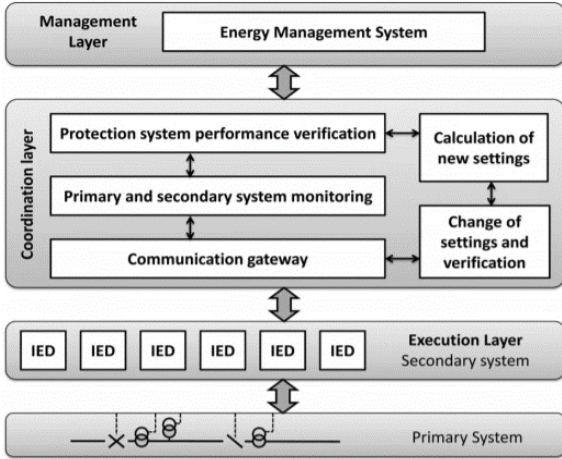 Management
Layer
Energy Management System
Coordination layer
Protection system performance verification
Calculation of
new settings
Primary and secondary system monitoring
Change of
settings and
verification
Communication gateway
IED IED IED IED IED IED
Execution Layer
Secondary system
Primary System